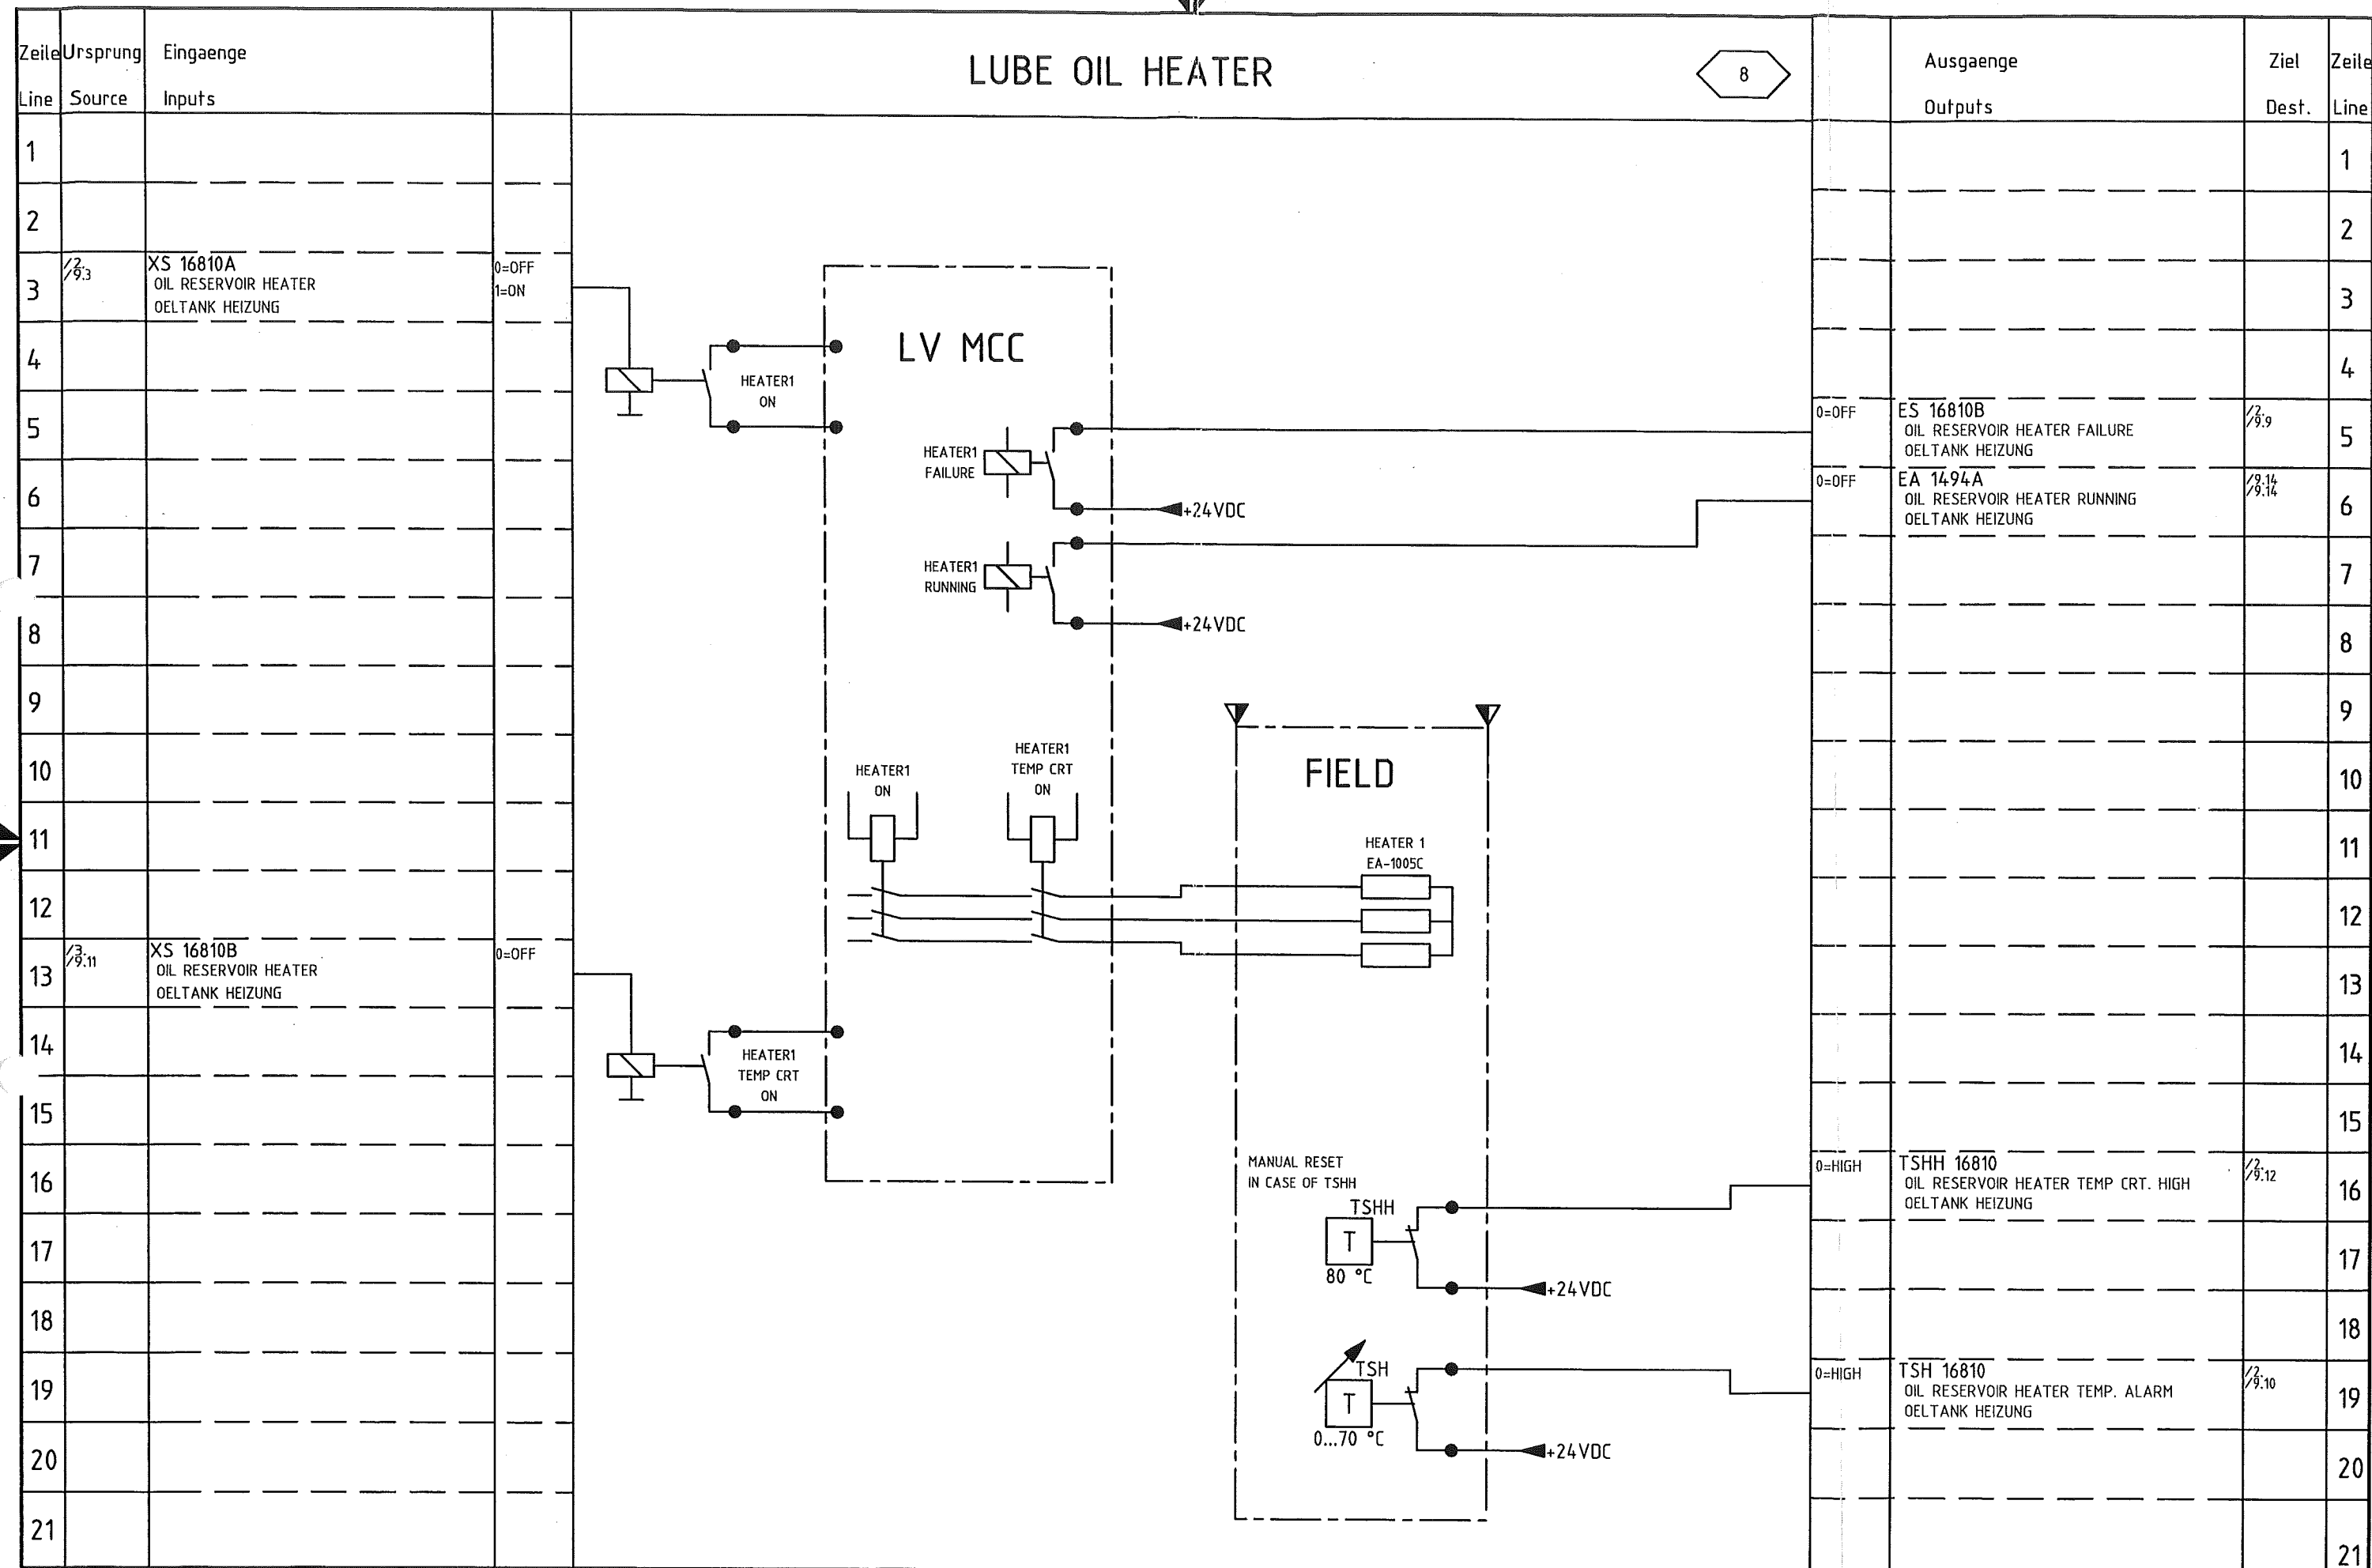 Zeile Ursprung Eingaenge
Line Source Inputs
LUBE OIL HEATER
8
Ausgaenge Ziel Zeile
Outputs Dest. Line
1
2
3 /2. XS 16810A 0=OFF
/9.3 OIL RESERVOIR HEATER 1=ON
OELTANK HEIZUNG
4
5
6
7
8
9
10
11
12
13 /3. XS 16810B 0=OFF
/9.11 OIL RESERVOIR HEATER
OELTANK HEIZUNG
14
15
16
17
18
19
20
21
HEATER1
ON
LV MCC
HEATER1
FAILURE
+24VDC
HEATER1
RUNNING
+24VDC
HEATER1
ON
HEATER1
TEMP CRT
ON
HEATER1
TEMP CRT
ON
FIELD
HEATER 1
EA-1005C
MANUAL RESET
IN CASE OF TSHH
TSHH
T
80 °C
+24VDC
TSH
T
0...70 °C
+24VDC
1
2
3
4
0=OFF ES 16810B /2. 5
OIL RESERVOIR HEATER FAILURE /9.9
OELTANK HEIZUNG
0=OFF EA 1494A /9.14 6
OIL RESERVOIR HEATER RUNNING /9.14
OELTANK HEIZUNG
7
8
9
10
11
12
13
14
15
0=HIGH TSHH 16810 /2. 16
OIL RESERVOIR HEATER TEMP CRT. HIGH /9.12
OELTANK HEIZUNG
17
18
0=HIGH TSH 16810 /2. 19
OIL RESERVOIR HEATER TEMP. ALARM /9.10
OELTANK HEIZUNG
20
21